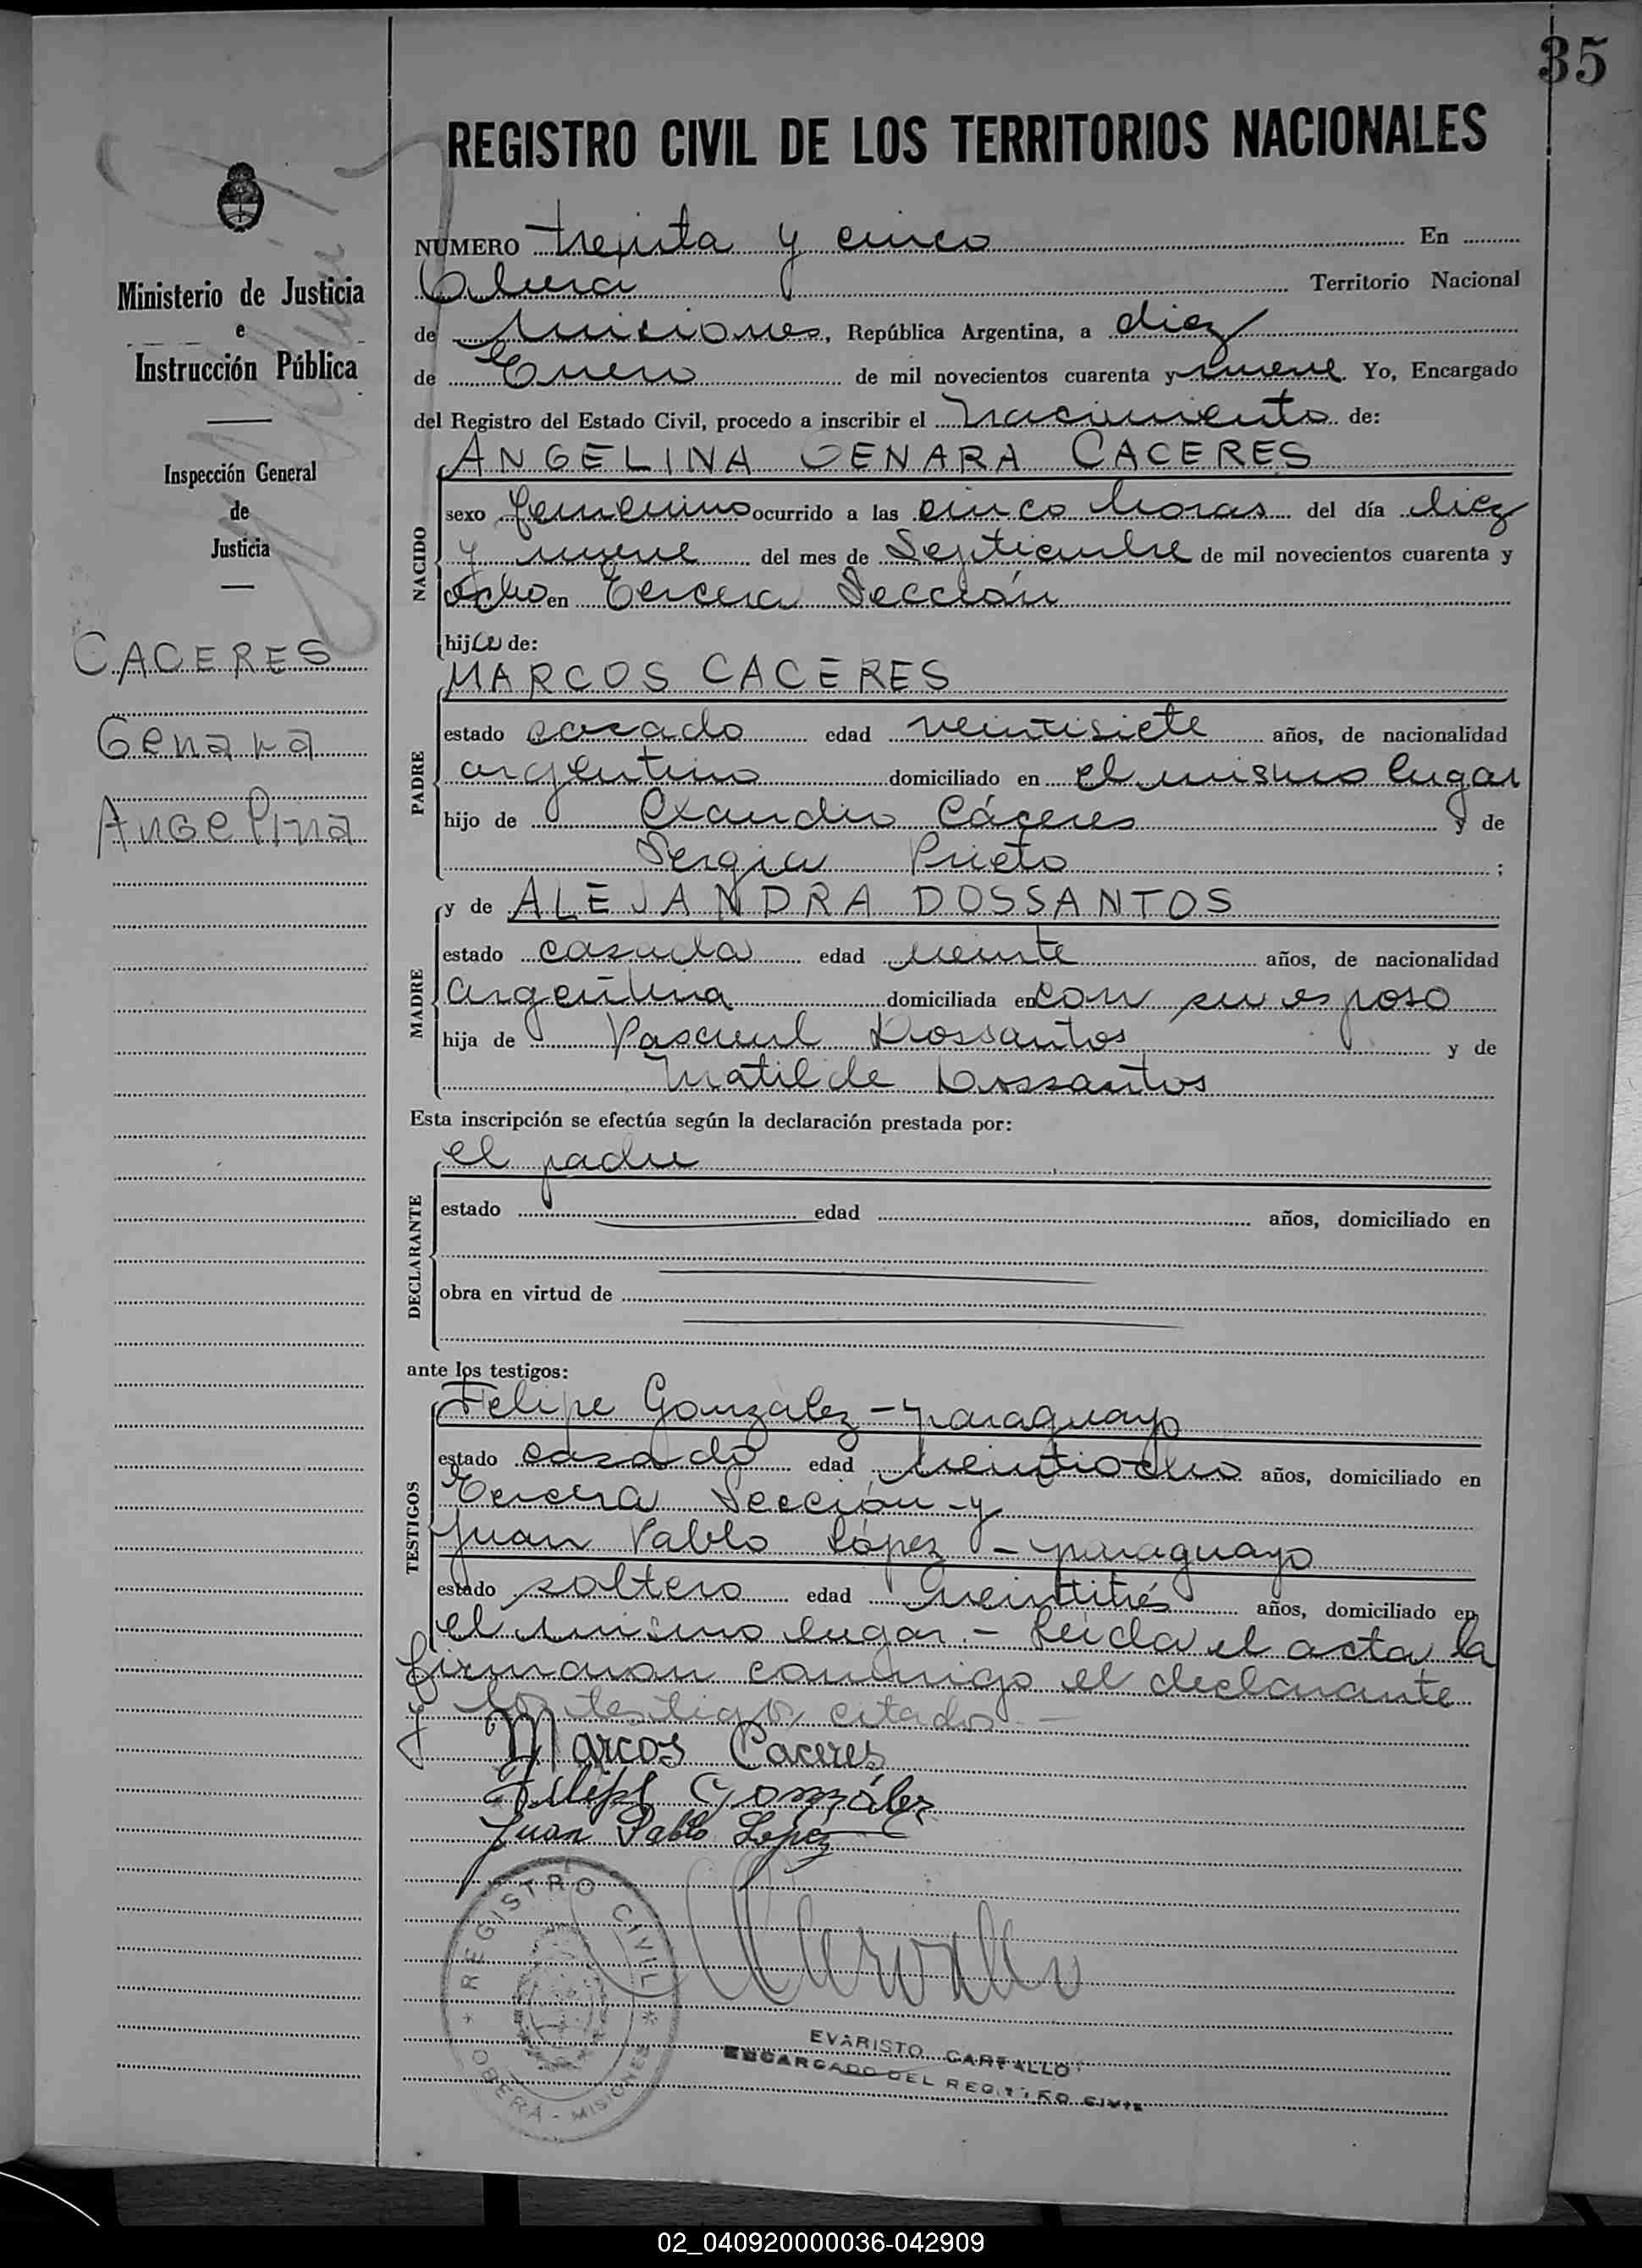 35
REGISTRO CIVIL DE LOS TERRITORIOS NACIONALES
Ministerio de Justicia
e
Instrucción Pública
Inspección General
de
Justicia
CACERES
Genara
Angelina
NUMERO treinta y cinco En
Oberá Territorio Nacional
de Misiones, República Argentina, a diez
de Enero de mil novecientos cuarenta y nueve Yo, Encargado
del Registro del Estado Civil, procedo a inscribir el nacimiento de:
ANGELINA GENARA CACERES
NACIDO
sexo femenino ocurrido a las cinco horas del día diez
y nueve del mes de Septiembre de mil novecientos cuarenta y
ocho en Tercera Sección
hija de:
MARCOS CACERES
PADRE
estado casado edad veintisiete años, de nacionalidad
argentino domiciliado en el mismo lugar
hijo de Cáceres y de
Sergia Prieto ;
y de ALEJANDRA DOSSANTOS
MADRE
estado casada edad veinte años, de nacionalidad
argentina domiciliada en con su esposo
hija de Pascual Dossantos y de
Matilde Dossantos
Esta inscripción se efectúa según la declaración prestada por:
el padre
DECLARANTE
estado edad años, domiciliado en
obra en virtud de
ante los testigos:
Felipe González - paraguayo
TESTIGOS
estado casado edad veintiocho años, domiciliado en
Tercera Sección - y
Juan Pablo López - paraguayo
estado soltero edad veintitrés años, domiciliado en
el mismo lugar. - Leída el acta, la
firmaron conmigo el declarante
y los testigos citados. -
Marcos Caceres
Felipe González
Juan Pablo Lopez
REGISTRO CIVIL
OBERA - MISIONES
EVARISTO CARVALLO
ENCARGADO DEL REGISTRO CIVIL
02_040920000036-042909